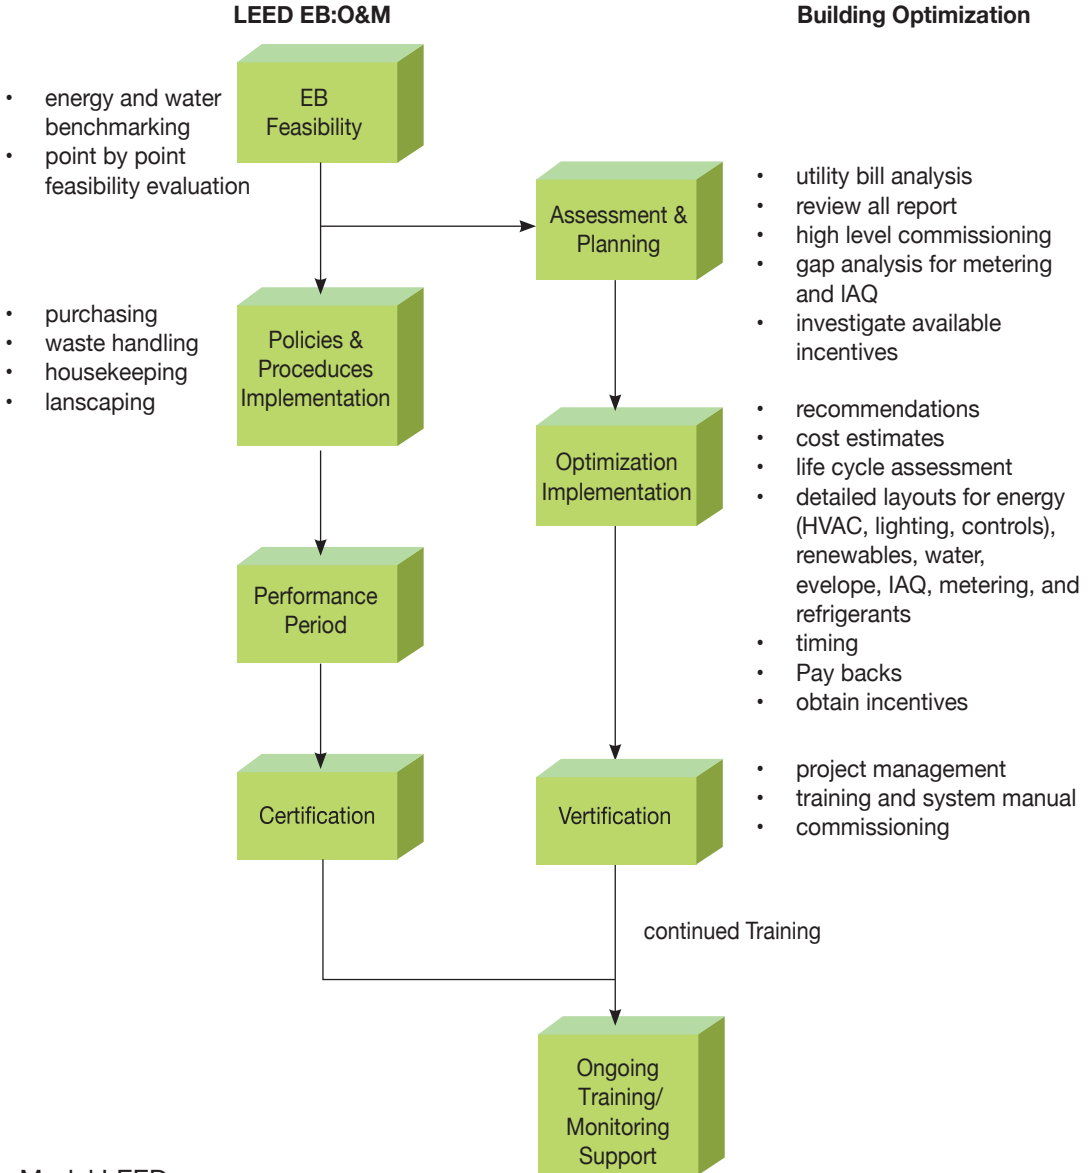 LEED EB:O&M
Building Optimization
EB
Feasibility
• energy and water
benchmarking
• point by point
feasibility evaluation
Assessment &
Planning
• utility bill analysis
• review all report
• high level commissioning
• gap analysis for metering
and IAQ
• investigate available
incentives
• purchasing
• waste handling
• housekeeping
• lanscaping
Policies &
Proceduces
Implementation
Optimization
Implementation
• recommendations
• cost estimates
• life cycle assessment
• detailed layouts for energy
(HVAC, lighting, controls),
renewables, water,
evelope, IAQ, metering, and
refrigerants
• timing
• Pay backs
• obtain incentives
Performance
Period
Certification
Vertification
• project management
• training and system manual
• commissioning
continued Training
Ongoing
Training/
Monitoring
Support